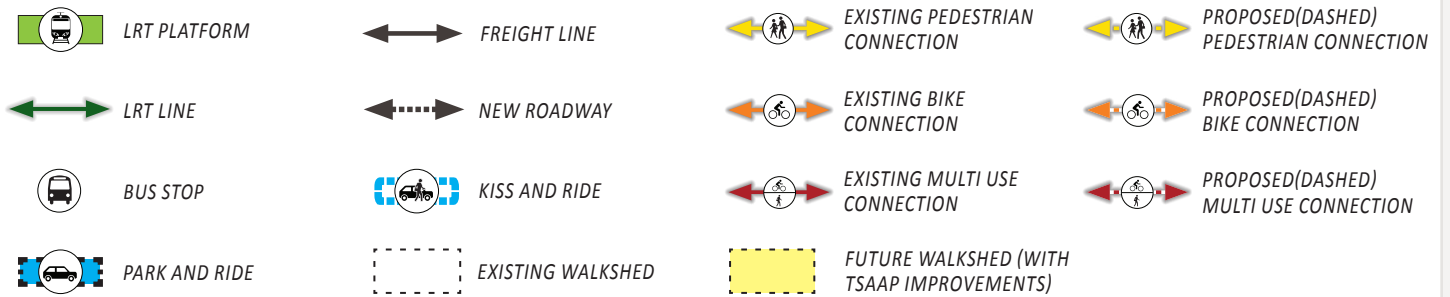 LRT PLATFORM
FREIGHT LINE
EXISTING PEDESTRIAN
CONNECTION
PROPOSED(DASHED)
PEDESTRIAN CONNECTION
LRT LINE
NEW ROADWAY
EXISTING BIKE
CONNECTION
PROPOSED(DASHED)
BIKE CONNECTION
BUS STOP
KISS AND RIDE
EXISTING MULTI USE
CONNECTION
PROPOSED(DASHED)
MULTI USE CONNECTION
PARK AND RIDE
EXISTING WALKSHED
FUTURE WALKSHED (WITH
TSAAP IMPROVEMENTS)